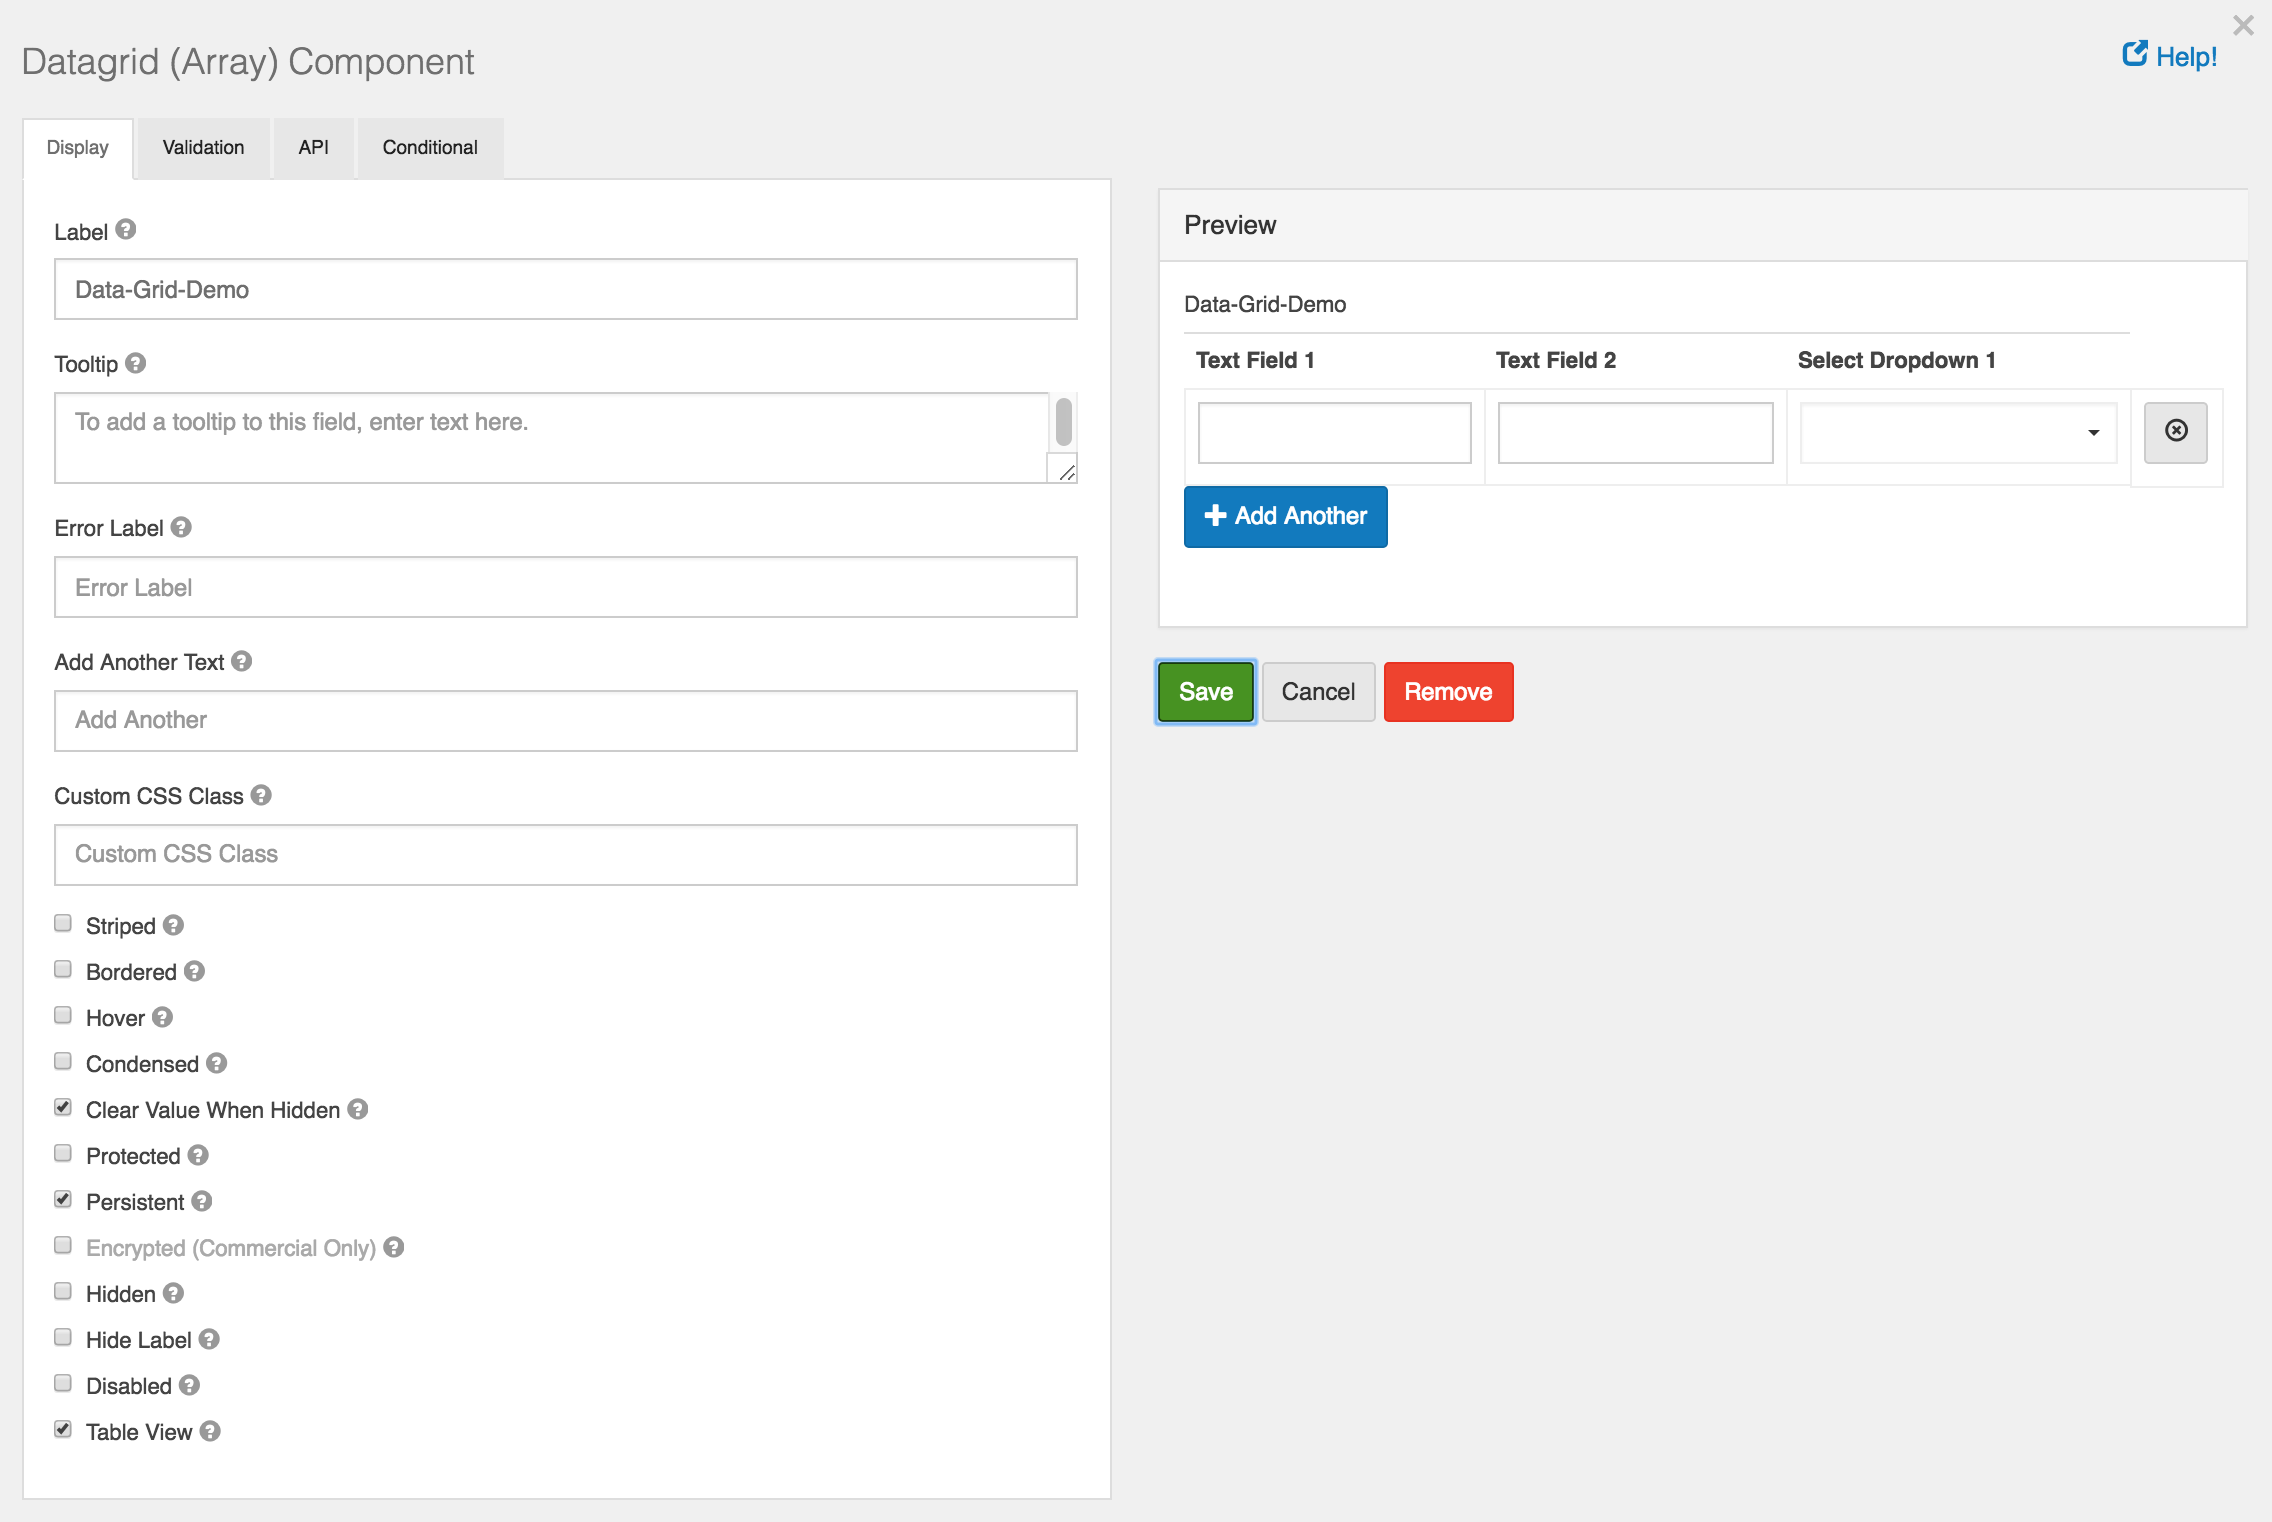 Datagrid (Array) Component
Help!
Display
Validation
API
Conditional
Label
Data-Grid-Demo
Tooltip
To add a tooltip to this field, enter text here.
Error Label
Error Label
Add Another Text
Add Another
Custom CSS Class
Custom CSS Class
Striped
Bordered
Hover
Condensed
Clear Value When Hidden
Protected
Persistent
Encrypted (Commercial Only)
Hidden
Hide Label
Disabled
Table View
Preview
Data-Grid-Demo
Text Field 1
Text Field 2
Select Dropdown 1
Add Another
Save
Cancel
Remove